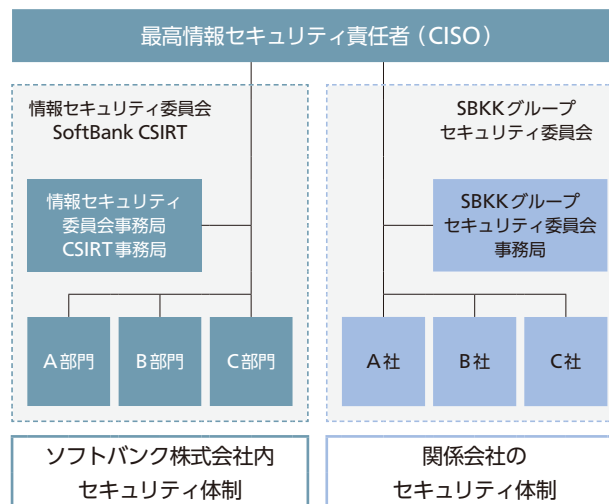 最高情報セキュリティ責任者（CISO）
情報セキュリティ委員会
SoftBank CSIRT
情報セキュリティ
委員会事務局
CSIRT事務局
A部門
B部門
C部門
ソフトバンク株式会社内
セキュリティ体制
SBKKグループ
セキュリティ委員会
SBKKグループ
セキュリティ委員会
事務局
A社
B社
C社
関係会社の
セキュリティ体制